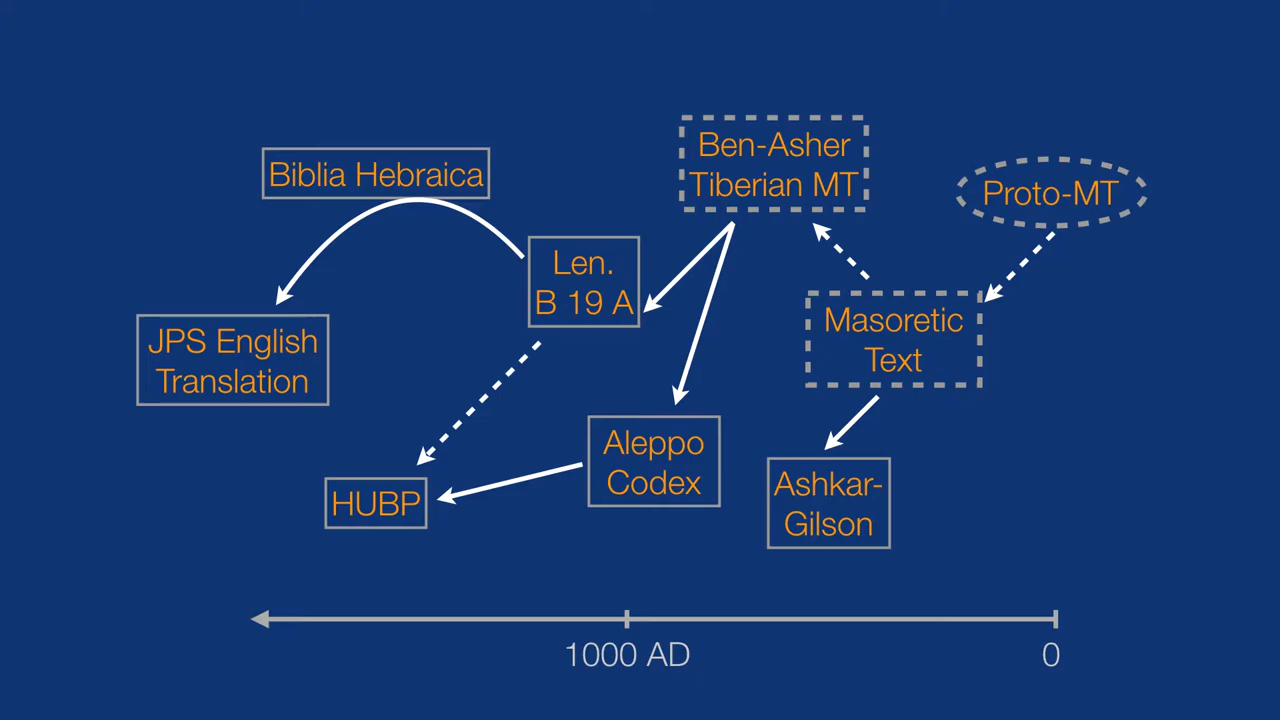 Ben-Asher
Tiberian MT
Biblia Hebraica
Proto-MT
Len.
B 19 A
Masoretic
Text
JPS English
Translation
Aleppo
Codex
Ashkar-
Gilson
HUBP
1000 AD
0